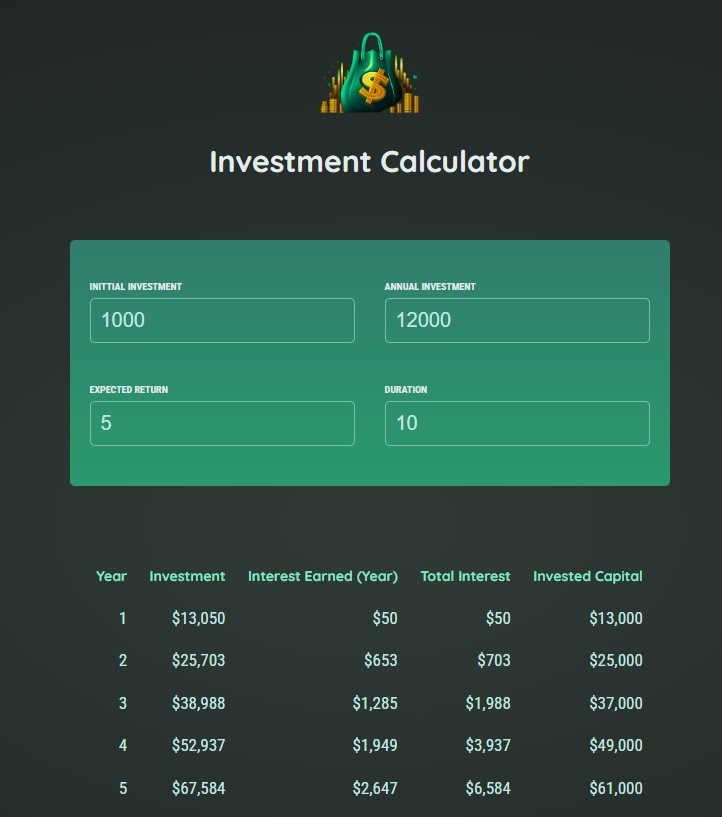 $
Investment Calculator
INITTIAL INVESTMENT ANNUAL INVESTMENT
1000 12000
EXPECTED RETURN DURATION
5 10
Year Investment Interest Earned (Year) Total Interest Invested Capital
1 $13,050 $50 $50 $13,000
2 $25,703 $653 $703 $25,000
3 $38,988 $1,285 $1,988 $37,000
4 $52,937 $1,949 $3,937 $49,000
5 $67,584 $2,647 $6,584 $61,000